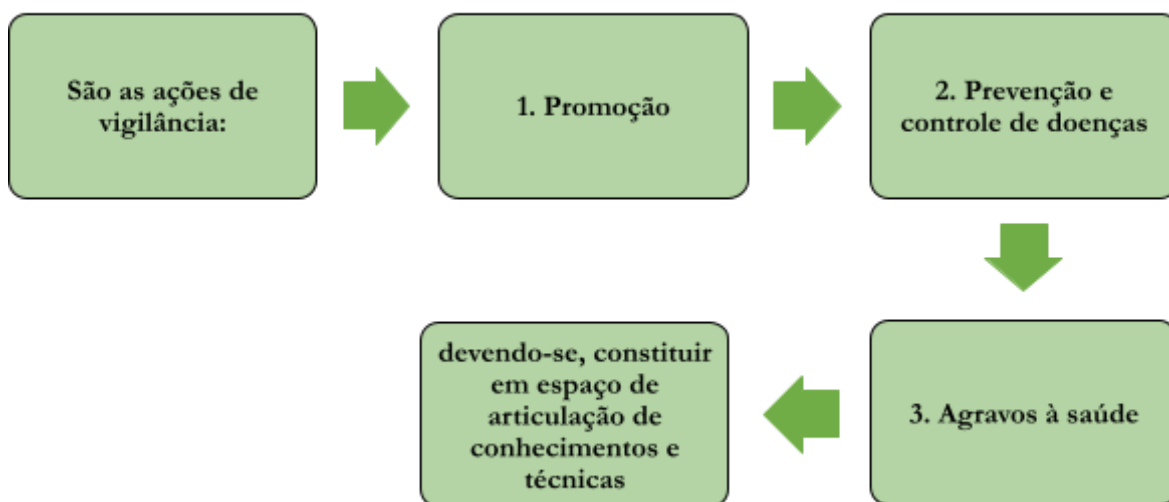 São as ações de
vigilância:
1. Promoção
2. Prevenção e
controle de doenças
3. Agravos à saúde
devendo-se, constituir
em espaço de
articulação de
conhecimentos e
técnicas